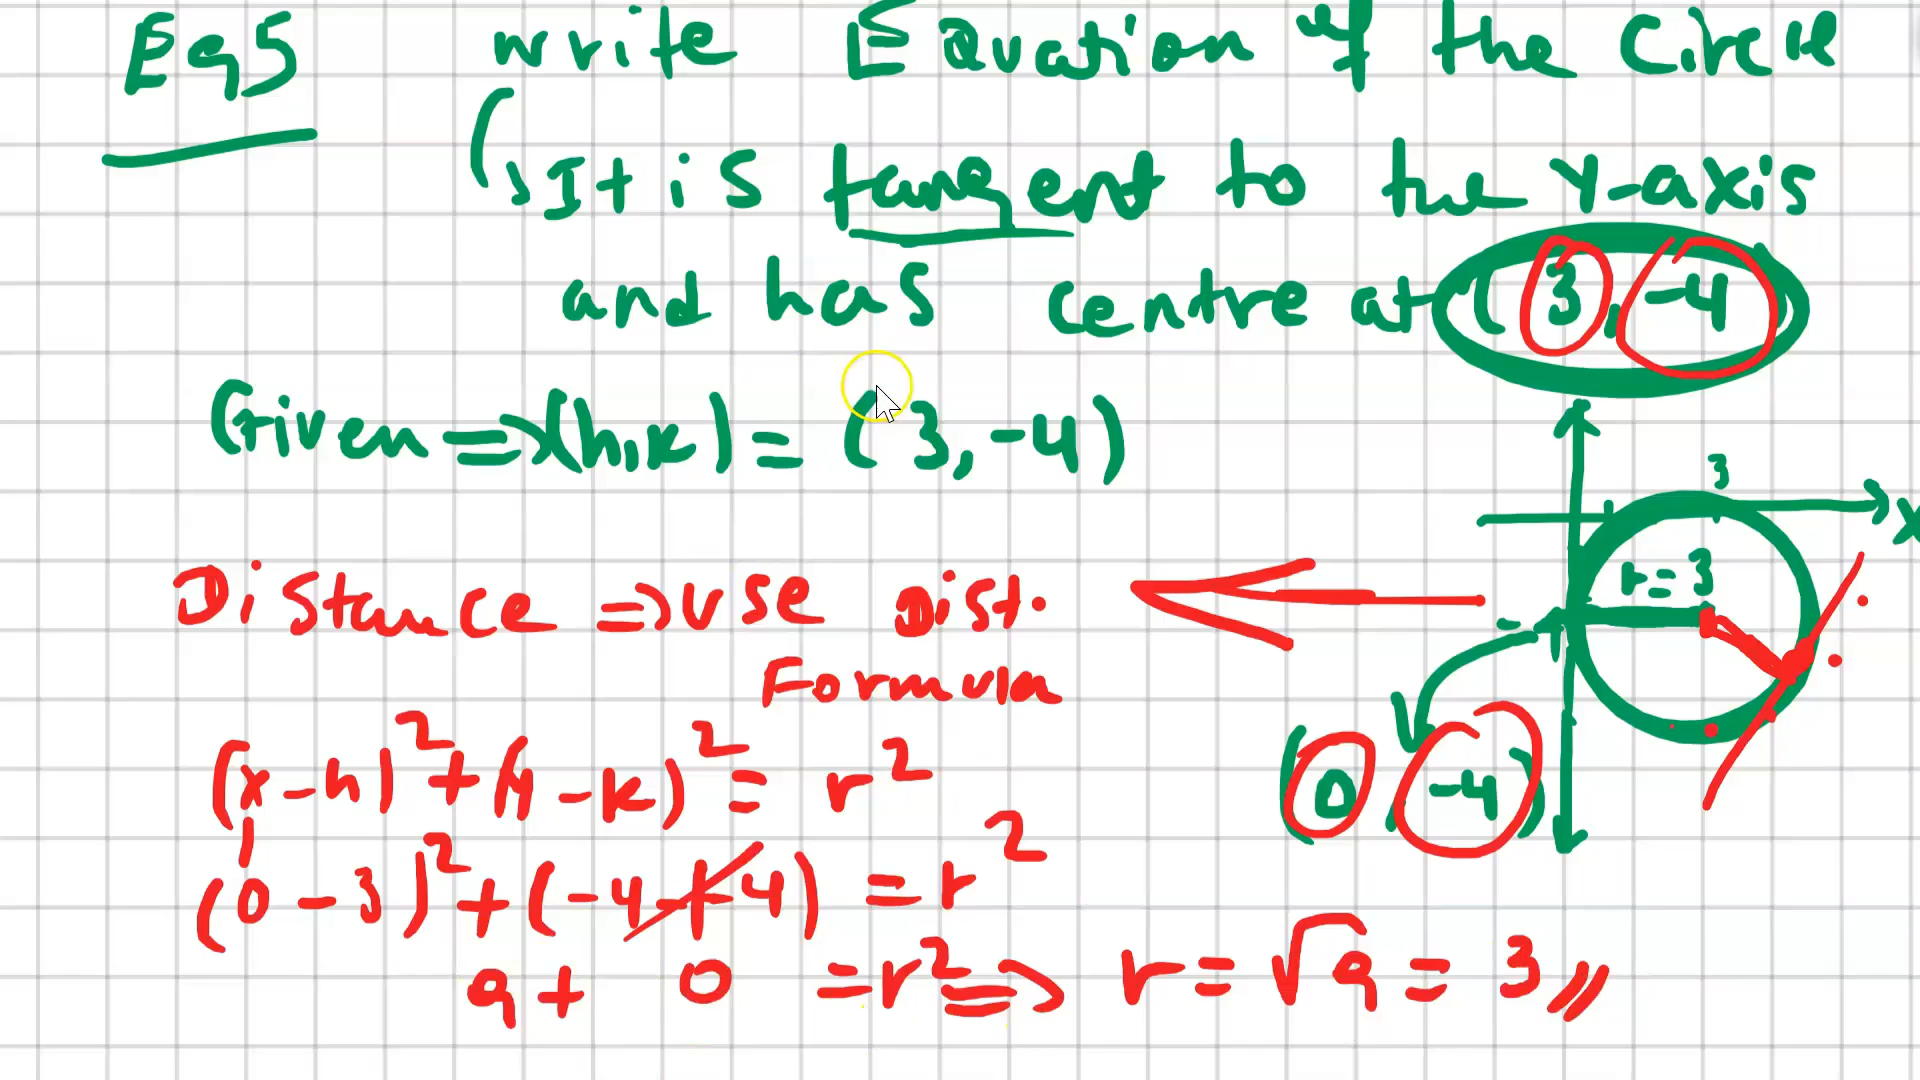 Eg5 write Equation of the Circle
It is tangent to the Y-axis
and has centre at (3, -4)
Given => (h,k) = (3, -4)
3
x
r = 3
Distance => Use Dist.
Formula
(0, -4)
(x-h)² + (y-k)² = r²
(0-3)² + (-4+4) = r²
9 + 0 = r² => r = √9 = 3